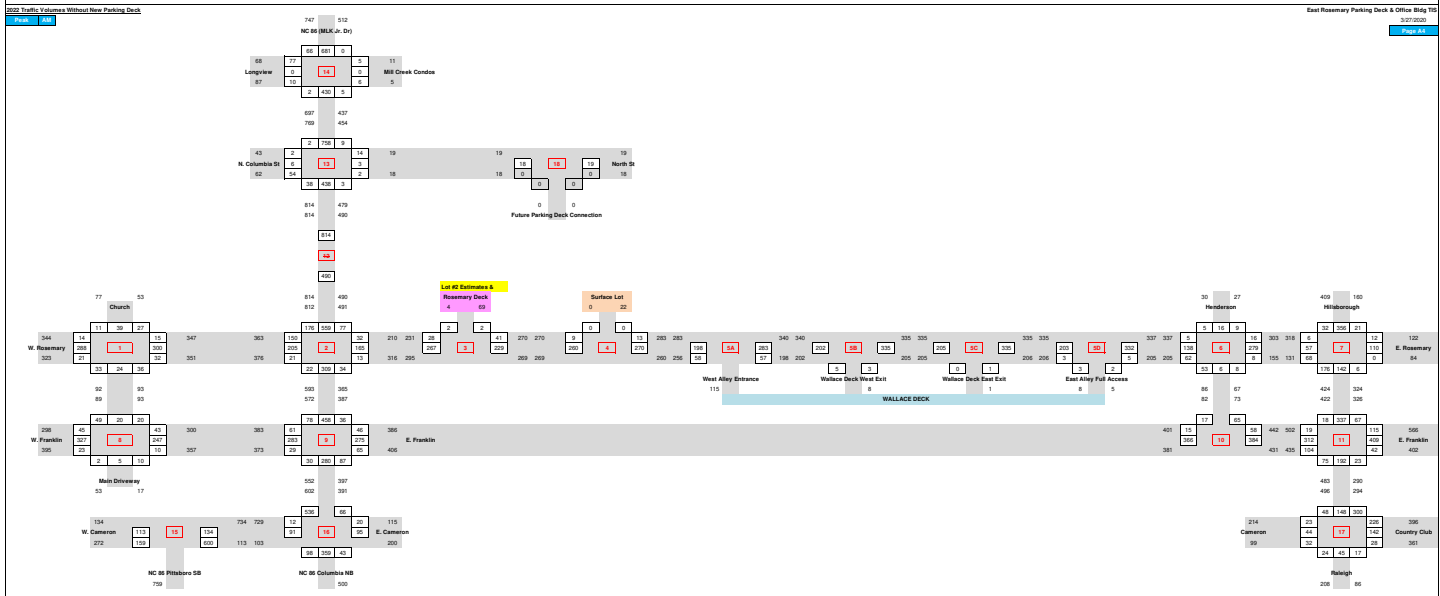 2022 Traffic Volumes Without New Parking Deck
East Rosemary Parking Deck & Office Bldg TIS
Peak AM
747 512
3/27/2020
NC 86 (MLK Jr. Dr)
Page A4
66 681 0
68 77 5 11
Longview 0 14 0 Mill Creek Condos
87 10 6 5
2 430 5
697 437
769 454
2 758 9
43 2 14 19 19 19
N. Columbia St 6 13 3 18 18 19 North St
62 54 2 18 18 0 0 18
38 438 3 0 0
814 479 0 0
814 490 Future Parking Deck Connection
814
12
490
Lot #2 Estimates &
77 53 814 490 Rosemary Deck Surface Lot 30 27 409 160
Church 812 491 4 69 0 22 Henderson Hillsborough
11 39 27 176 559 77 2 2 0 0 5 16 9 32 356 21
344 14 15 347 363 150 32 210 231 28 41 270 270 9 13 283 283 340 340 335 335 335 335 337 337 5 16 303 318 12 122
W. Rosemary 288 1 300 205 2 165 267 3 229 260 4 270 198 5A 283 202 5B 335 205 5C 335 203 5D 332 138 6 279 57 7 110 E. Rosemary
323 21 32 351 376 21 13 316 295 269 269 260 256 58 57 198 202 205 205 206 206 3 5 205 205 62 8 155 131 68 0 84
33 24 36 22 309 34 5 3 0 1 3 2 53 6 8 176 142 6
West Alley Entrance Wallace Deck West Exit Wallace Deck East Exit East Alley Full Access
92 93 593 365 115 8 1 8 5 86 67 424 324
89 93 572 387 WALLACE DECK 82 73 422 326
49 20 20 78 458 36 17 65 18 337 67
298 45 43 300 383 61 46 386 401 15 58 442 502 19 115 566
W. Franklin 327 8 247 283 9 275 E. Franklin 366 10 384 312 11 409 E. Franklin
395 23 10 357 373 29 65 406 381 431 435 104 42 402
2 5 10 30 280 87 75 192 23
Main Driveway 552 397 483 290
53 17 602 391 496 294
536 66 48 148 300
134 734 729 12 20 115 214 23 226 396
W. Cameron 113 15 134 91 16 95 E. Cameron Cameron 44 17 142 Country Club
272 159 600 113 103 200 99 32 28 361
98 359 43 24 45 17
NC 86 Pittsboro SB NC 86 Columbia NB Raleigh
759 500 208 86